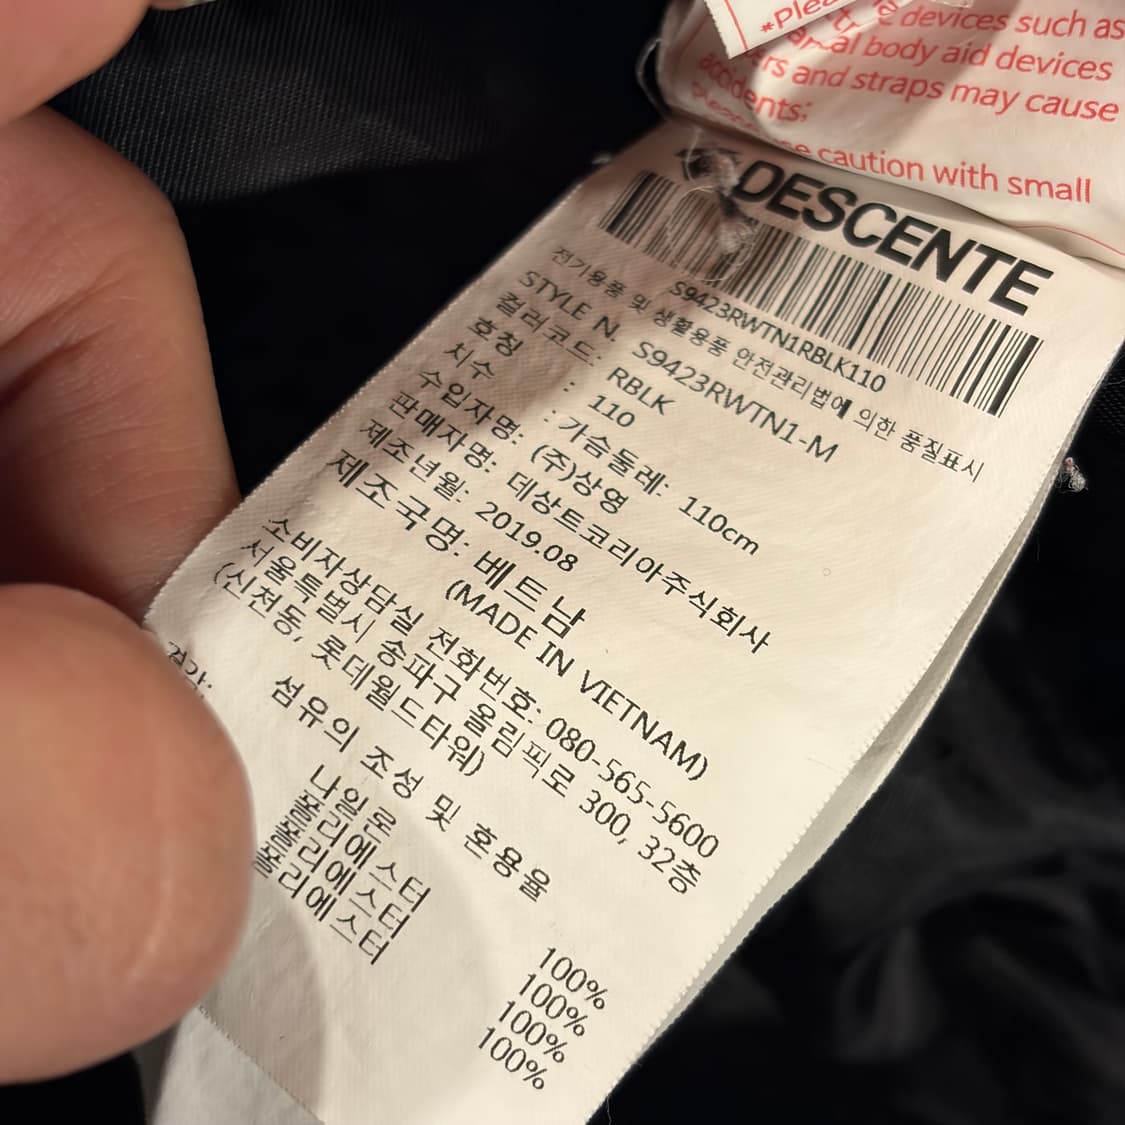 *plea
devices such as
al body aid devices
rs and straps may cause
accidents;
caution with small
DESCENTE
S9423RWTN1RBLK110
전기용품 및 생활용품 안전관리법에 의한 품질표시
STYLE N. S9423RWTN1-M
컬러코드: RBLK
호칭 : 110
치수 : 가슴둘레: 110cm
수입자명: (주)상영
판매자명: 데상트코리아주식회사
제조년월: 2019.08
제조국명: 베트남
(MADE IN VIETNAM)
소비자상담실 전화번호: 080-565-5600
서울특별시 송파구 올림픽로 300, 32층
(신천동, 롯데월드타워)
섬유의 조성 및 혼용율
겉감: 나일론 100%
폴리에스터 100%
폴리에스터 100%
폴리에스터 100%